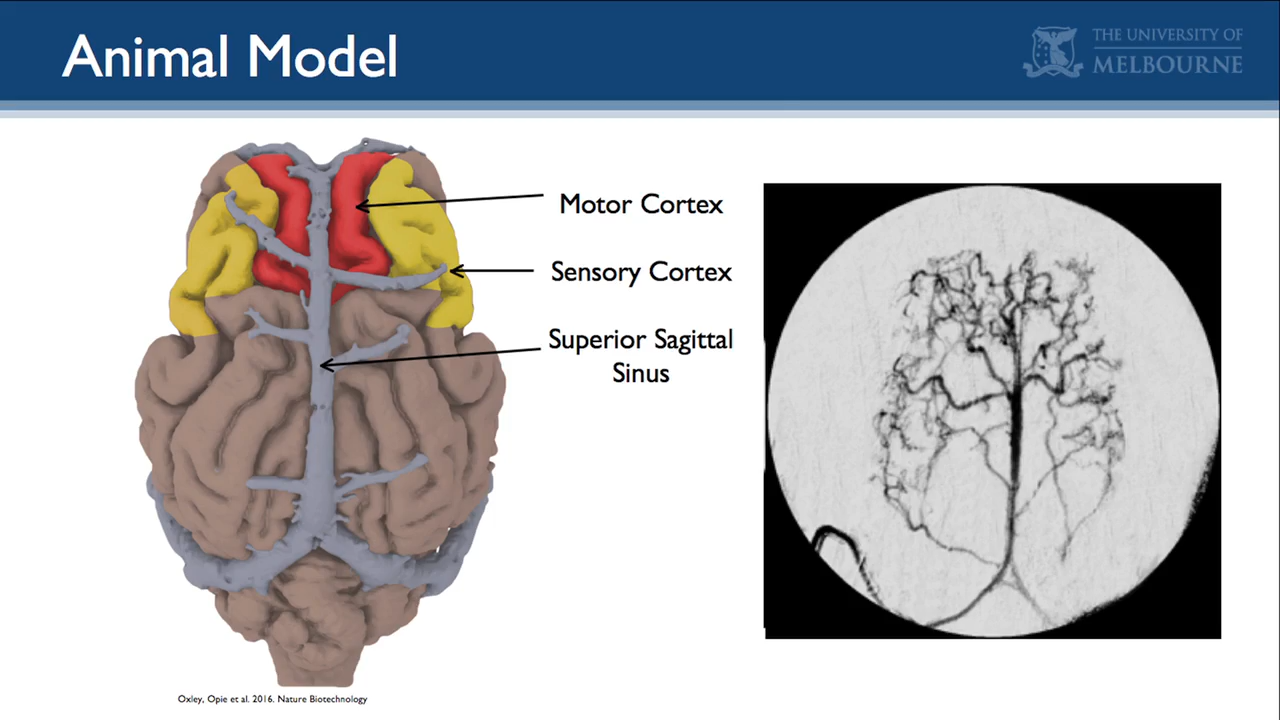 Animal Model
THE UNIVERSITY OF
MELBOURNE
Motor Cortex
Sensory Cortex
Superior Sagittal
Sinus
Oxley, Opie et al. 2016. Nature Biotechnology